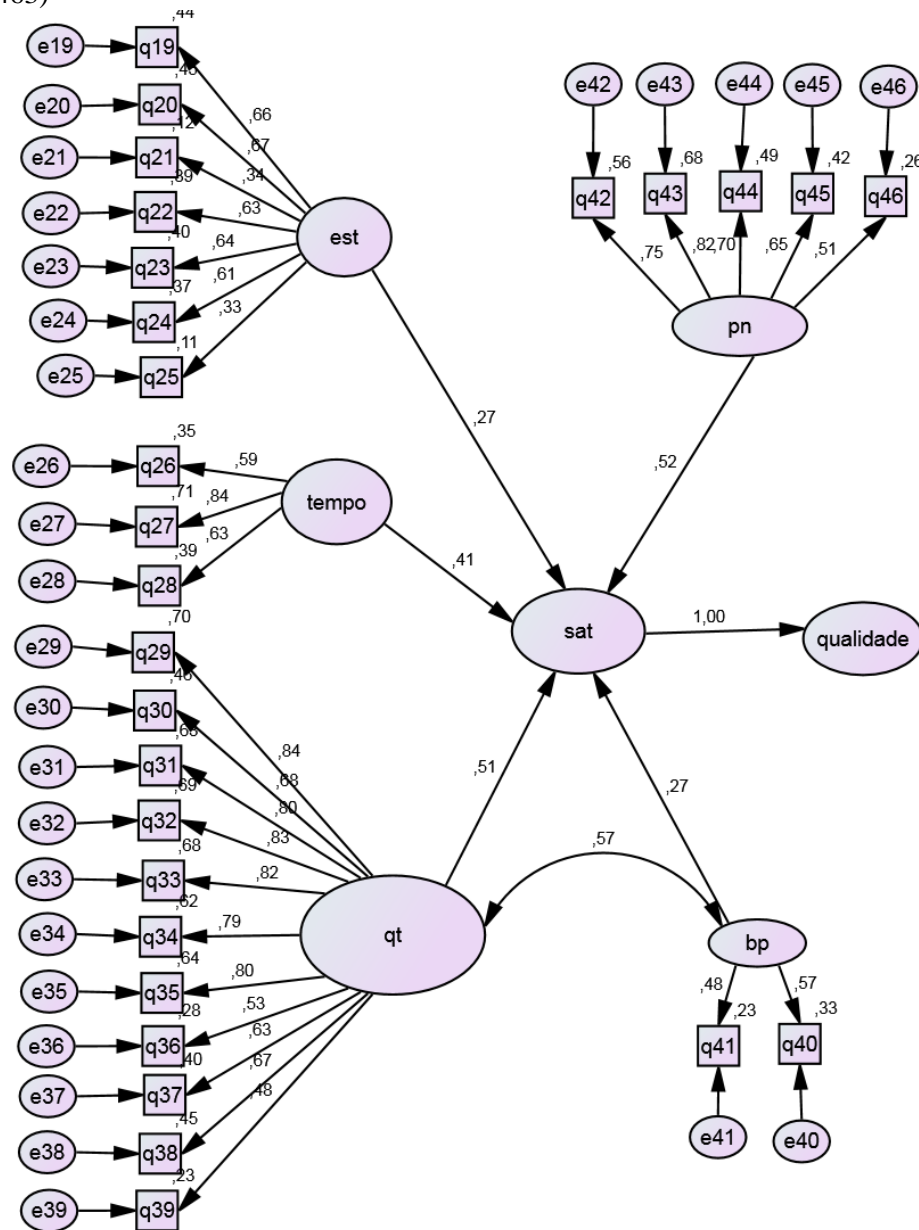 ,44
e19 q19
,66
e20 q20
,67
,12
e21 q21
,34
,39
e22 q22
,63
est
,40
e23 q23
,64
,37
e24 q24
,61
,33
,11
e25 q25
e42 e43 e44 e45 e46
,56 ,68 ,49 ,42 ,26
q42 q43 q44 q45 q46
,75 ,82 ,70 ,65 ,51
pn
,27
,52
,35
e26 q26
,59
tempo
,71
e27 q27
,84
,39
e28 q28
,63
,41
sat
1,00
qualidade
,70
e29 q29
,84
e30 q30
,68
e31 q31
,80
,69
e32 q32
,83
,68
e33 q33
,82
,62
e34 q34
,79
qt
,64
e35 q35
,80
,28
e36 q36
,53
,40
e37 q37
,63
,45
e38 q38
,67
,23
e39 q39
,48
,51
,57
,27
bp
,48 ,57
,23 ,33
q41 q40
e41 e40